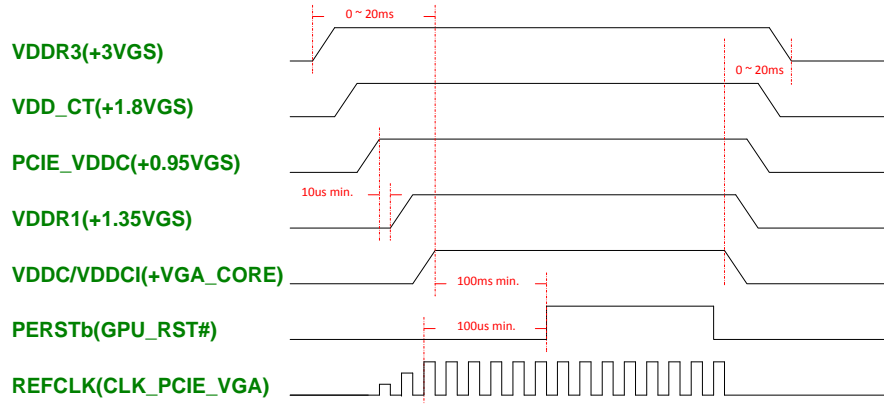 0 ~ 20ms
VDDR3(+3VGS)
0 ~ 20ms
VDD_CT(+1.8VGS)
PCIE_VDDC(+0.95VGS)
10us min.
VDDR1(+1.35VGS)
VDDC/VDDCI(+VGA_CORE)
100ms min.
PERSTb(GPU_RST#)
100us min.
REFCLK(CLK_PCIE_VGA)